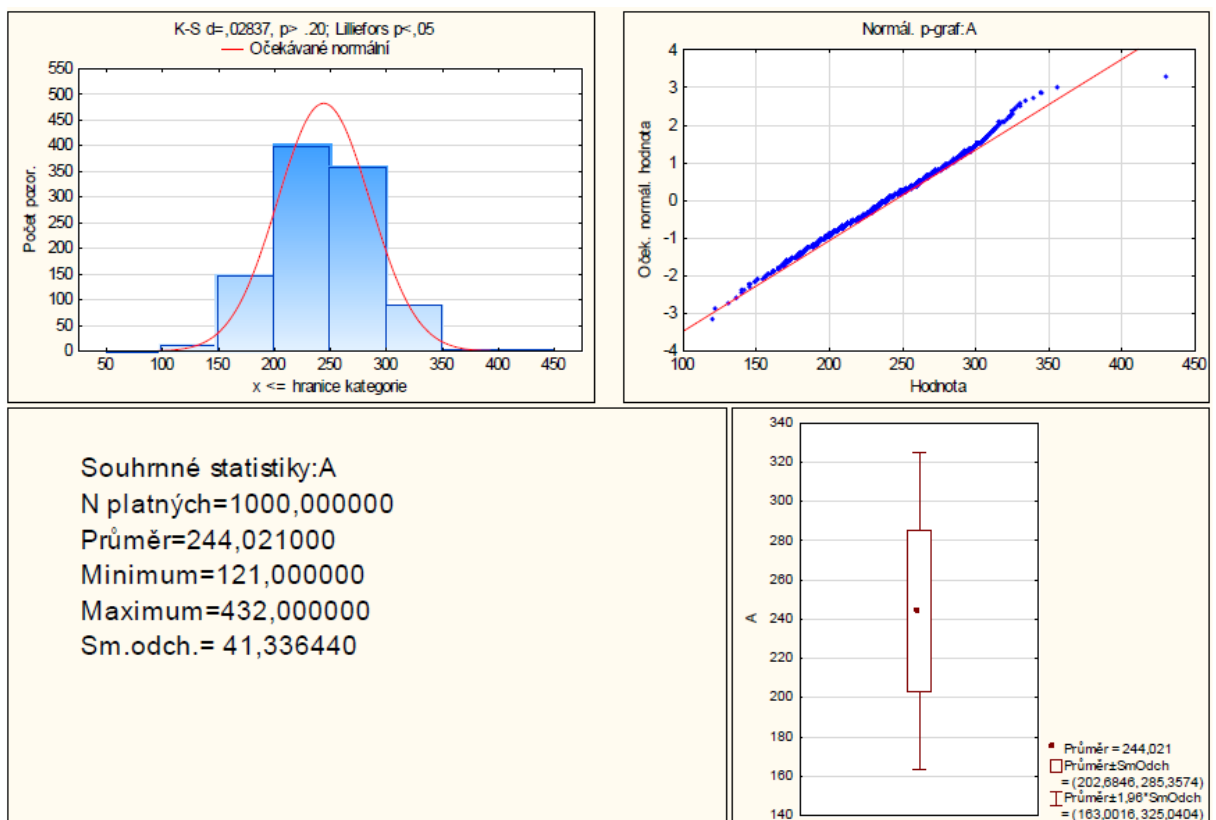 K-S d=,02837, p> .20; Lilliefors p<,05
Očekávané normální
550
500
450
400
350
300
250
200
150
100
50
0
Počet pozor.
50 100 150 200 250 300 350 400 450
x <= hranice kategorie
Normál. p-graf:A
4
3
2
1
0
-1
-2
-3
-4
Oček. normál. hodnota
100 150 200 250 300 350 400 450
Hodnota
Souhrnné statistiky:A
N platných=1000,000000
Průměr=244,021000
Minimum=121,000000
Maximum=432,000000
Sm.odch.= 41,336440
340
320
300
280
260
240
220
200
180
160
140
A
Průměr = 244,021
Průměr±SmOdch
= (202,6846, 285,3574)
Průměr±1,96*SmOdch
= (163,0016, 325,0404)